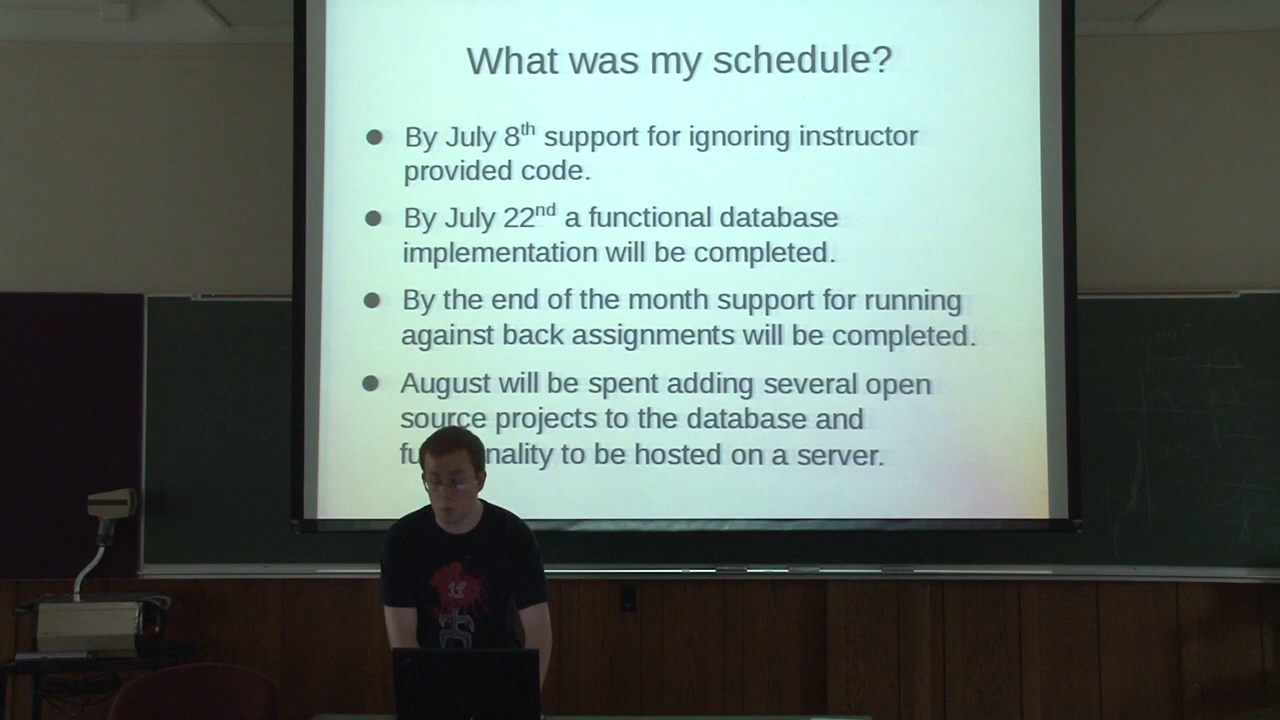 What was my schedule?
● By July 8th support for ignoring instructor
provided code.
● By July 22nd a functional database
implementation will be completed.
● By the end of the month support for running
against back assignments will be completed.
● August will be spent adding several open
source projects to the database and
to be hosted on a server.